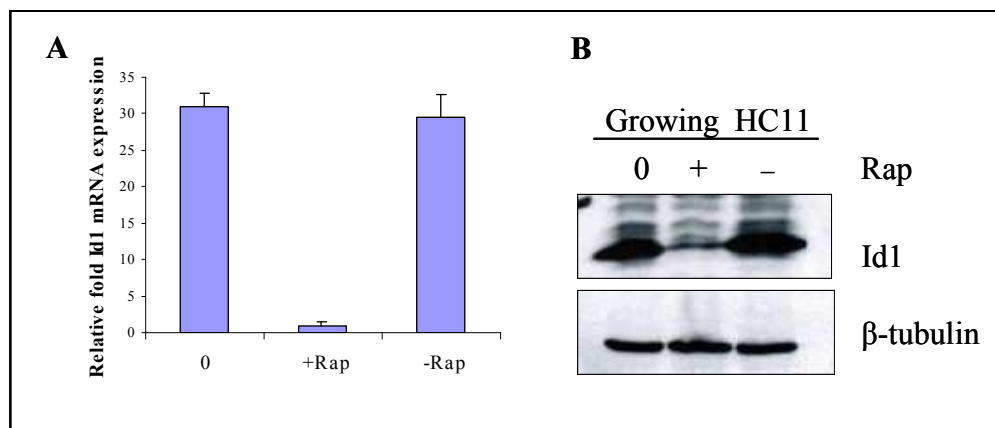 A
Relative fold Id1 mRNA expression
35
30
25
20
15
10
5
0
0 +Rap -Rap
B
Growing HC11
0 + – Rap
Id1
β-tubulin